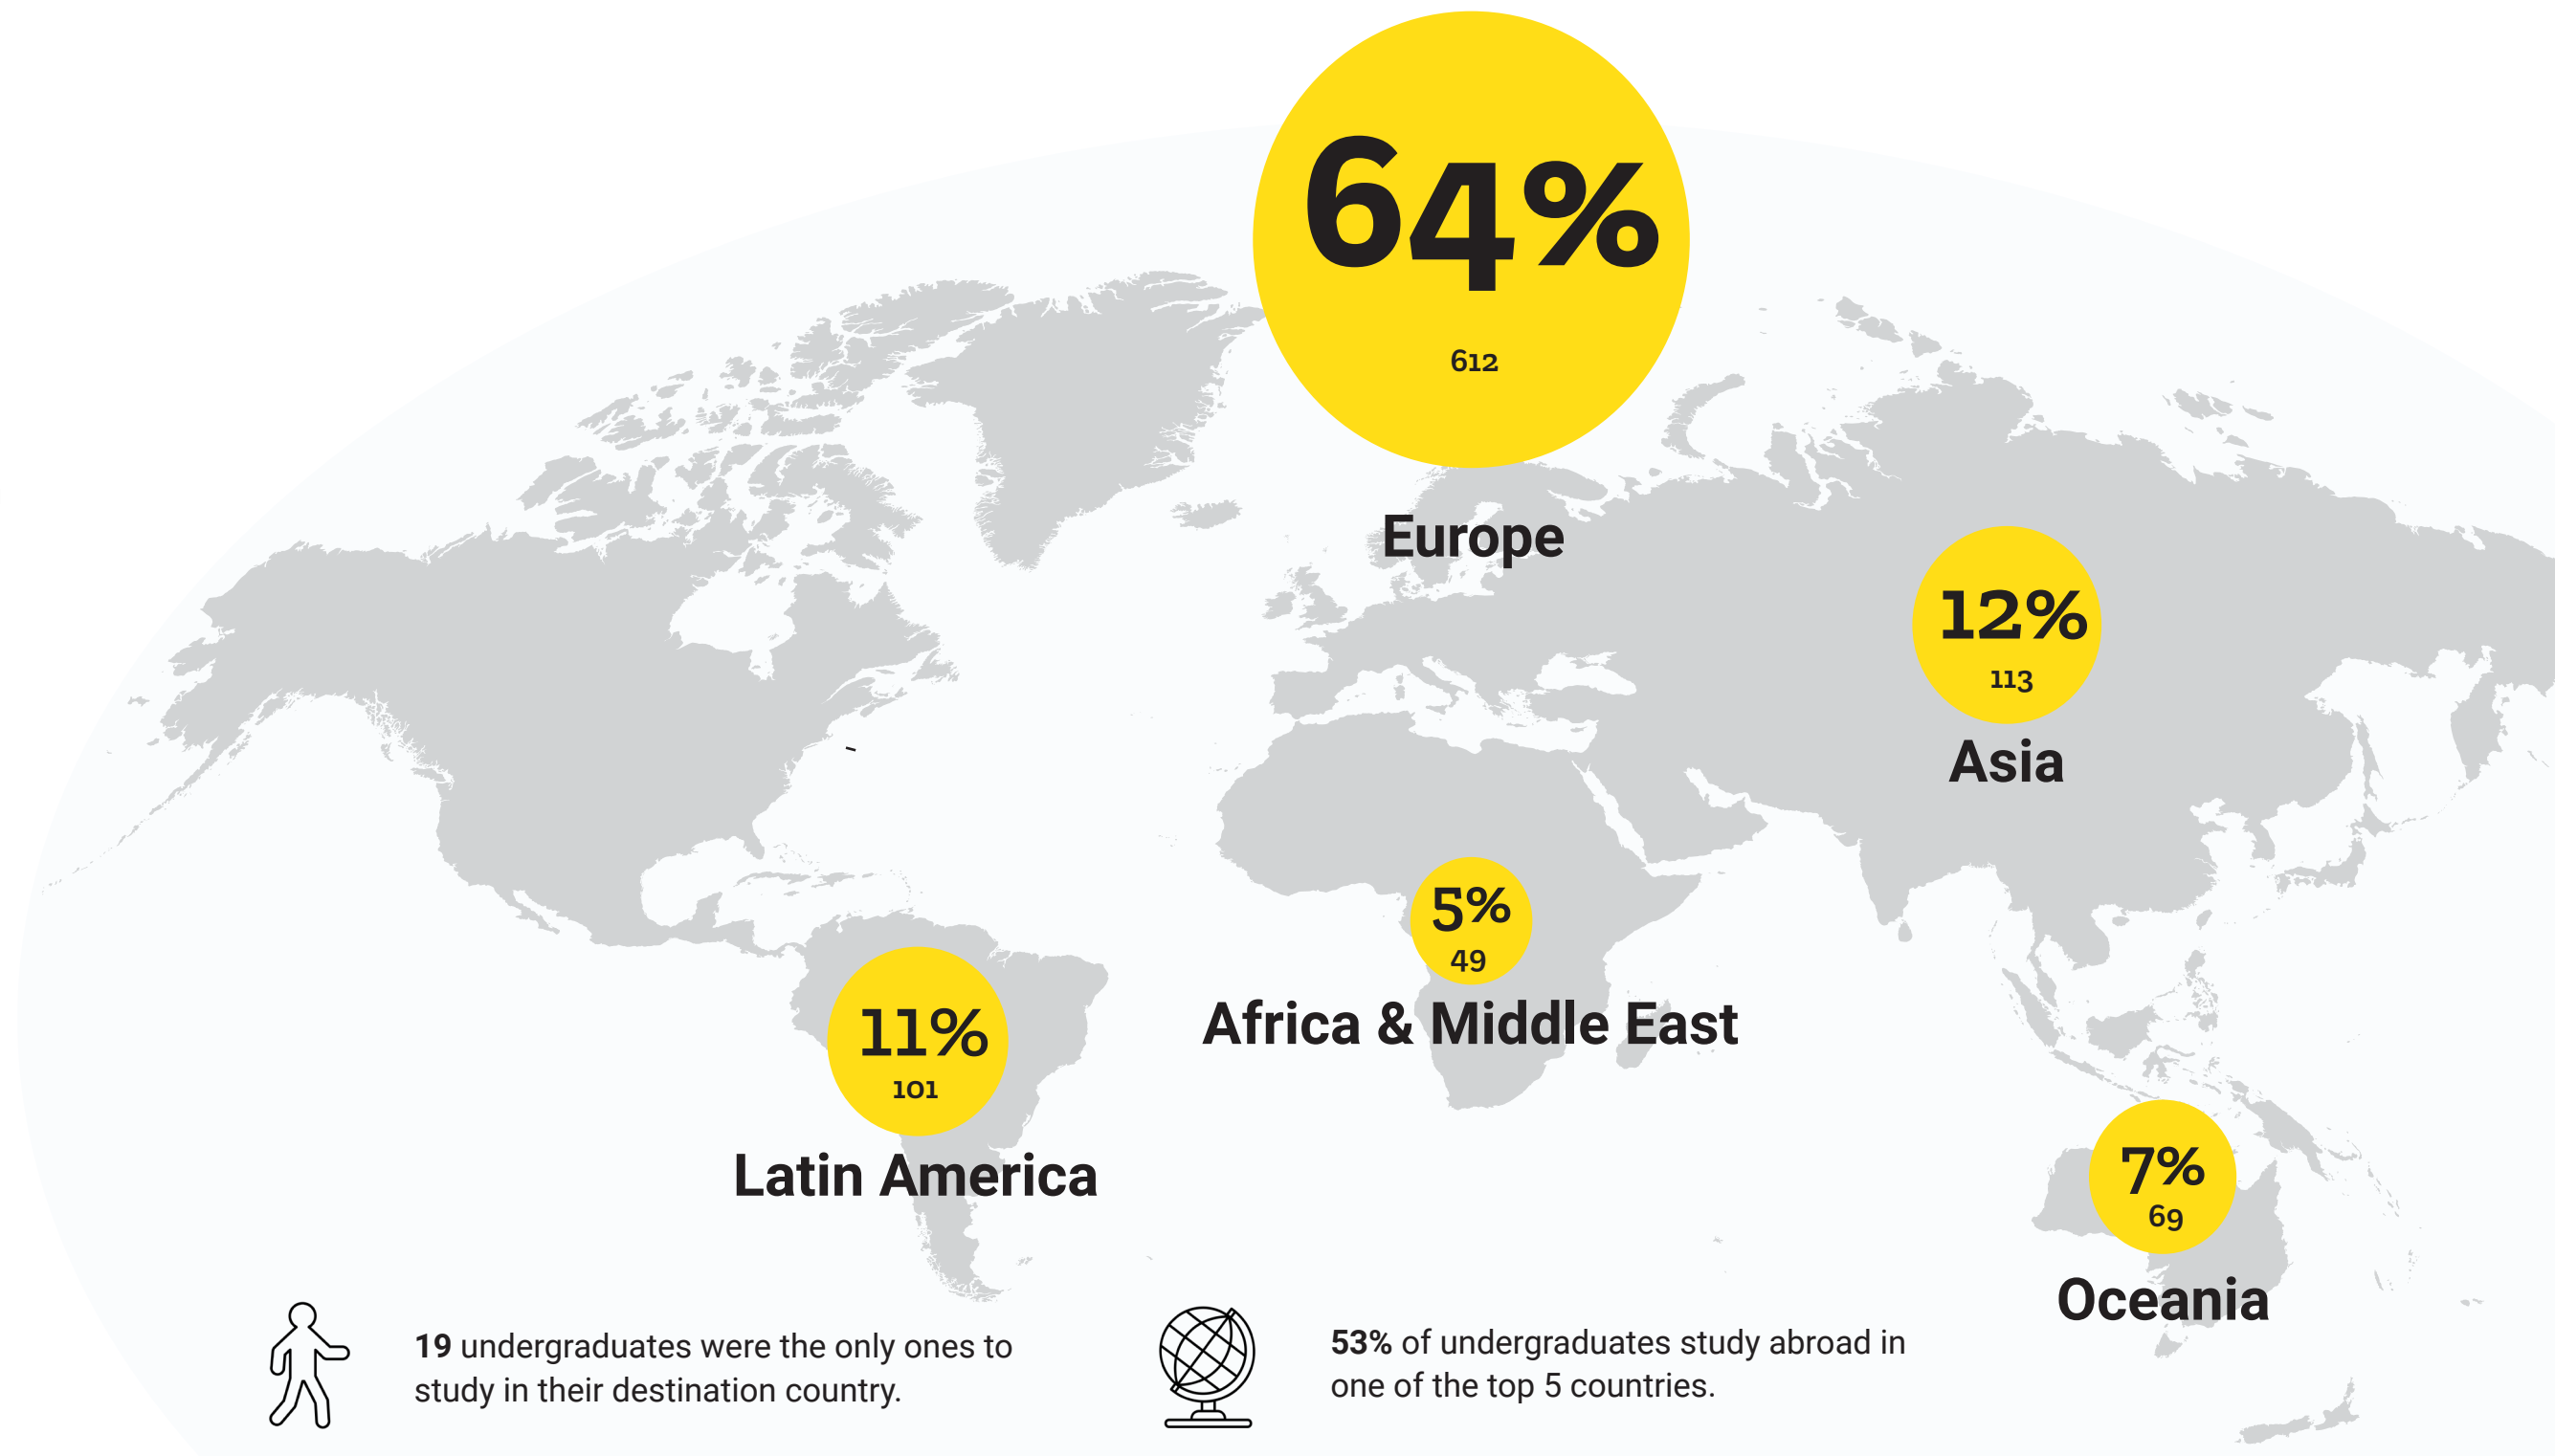 64%
612
Europe
12%
113
Asia
5%
49
Africa & Middle East
11%
101
Latin America
7%
69
Oceania
19 undergraduates were the only ones to
study in their destination country.
53% of undergraduates study abroad in
one of the top 5 countries.